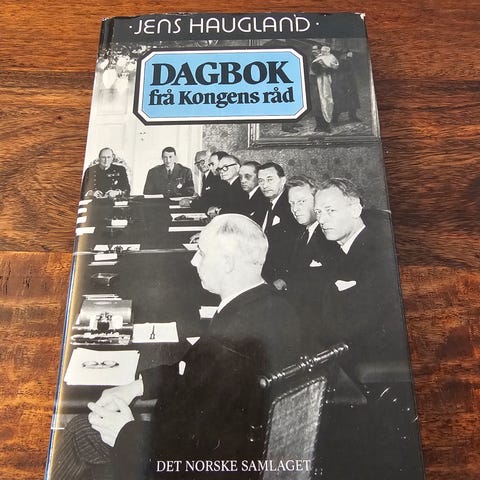 · JENS HAUGLAND ·
DAGBOK
frå Kongens råd
DET NORSKE SAMLAGET